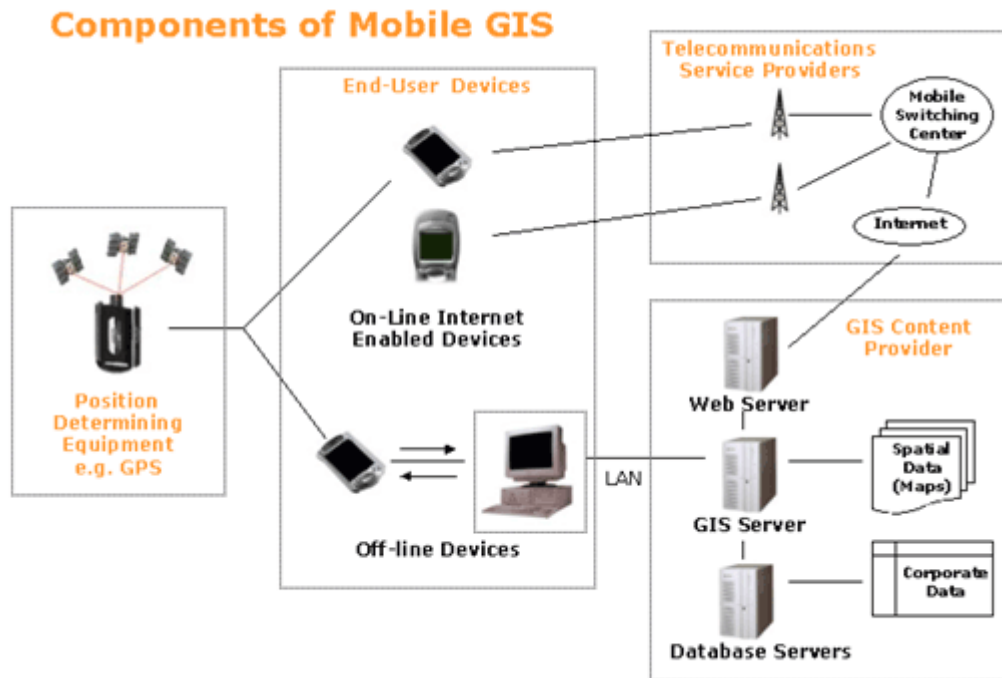 Components of Mobile GIS
Position
Determining
Equipment
e.g. GPS
End-User Devices
On-Line Internet
Enabled Devices
Off-line Devices
Telecommunications
Service Providers
Mobile
Switching
Center
Internet
LAN
GIS Content
Provider
Web Server
GIS Server
Spatial
Data
(Maps)
Database Servers
Corporate
Data